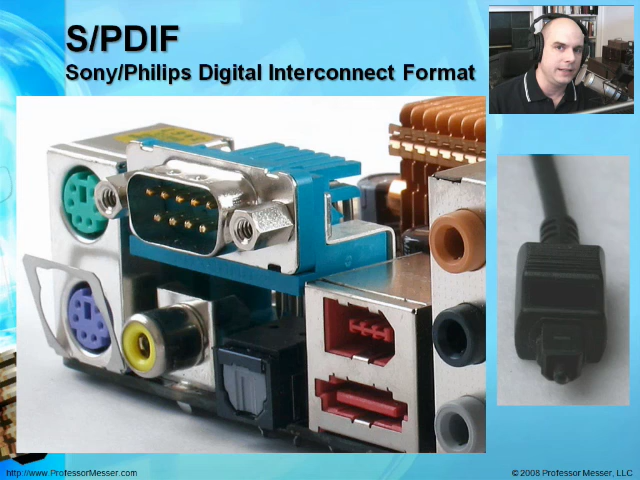 S/PDIF
Sony/Philips Digital Interconnect Format
http://www.ProfessorMesser.com
© 2008 Professor Messer, LLC